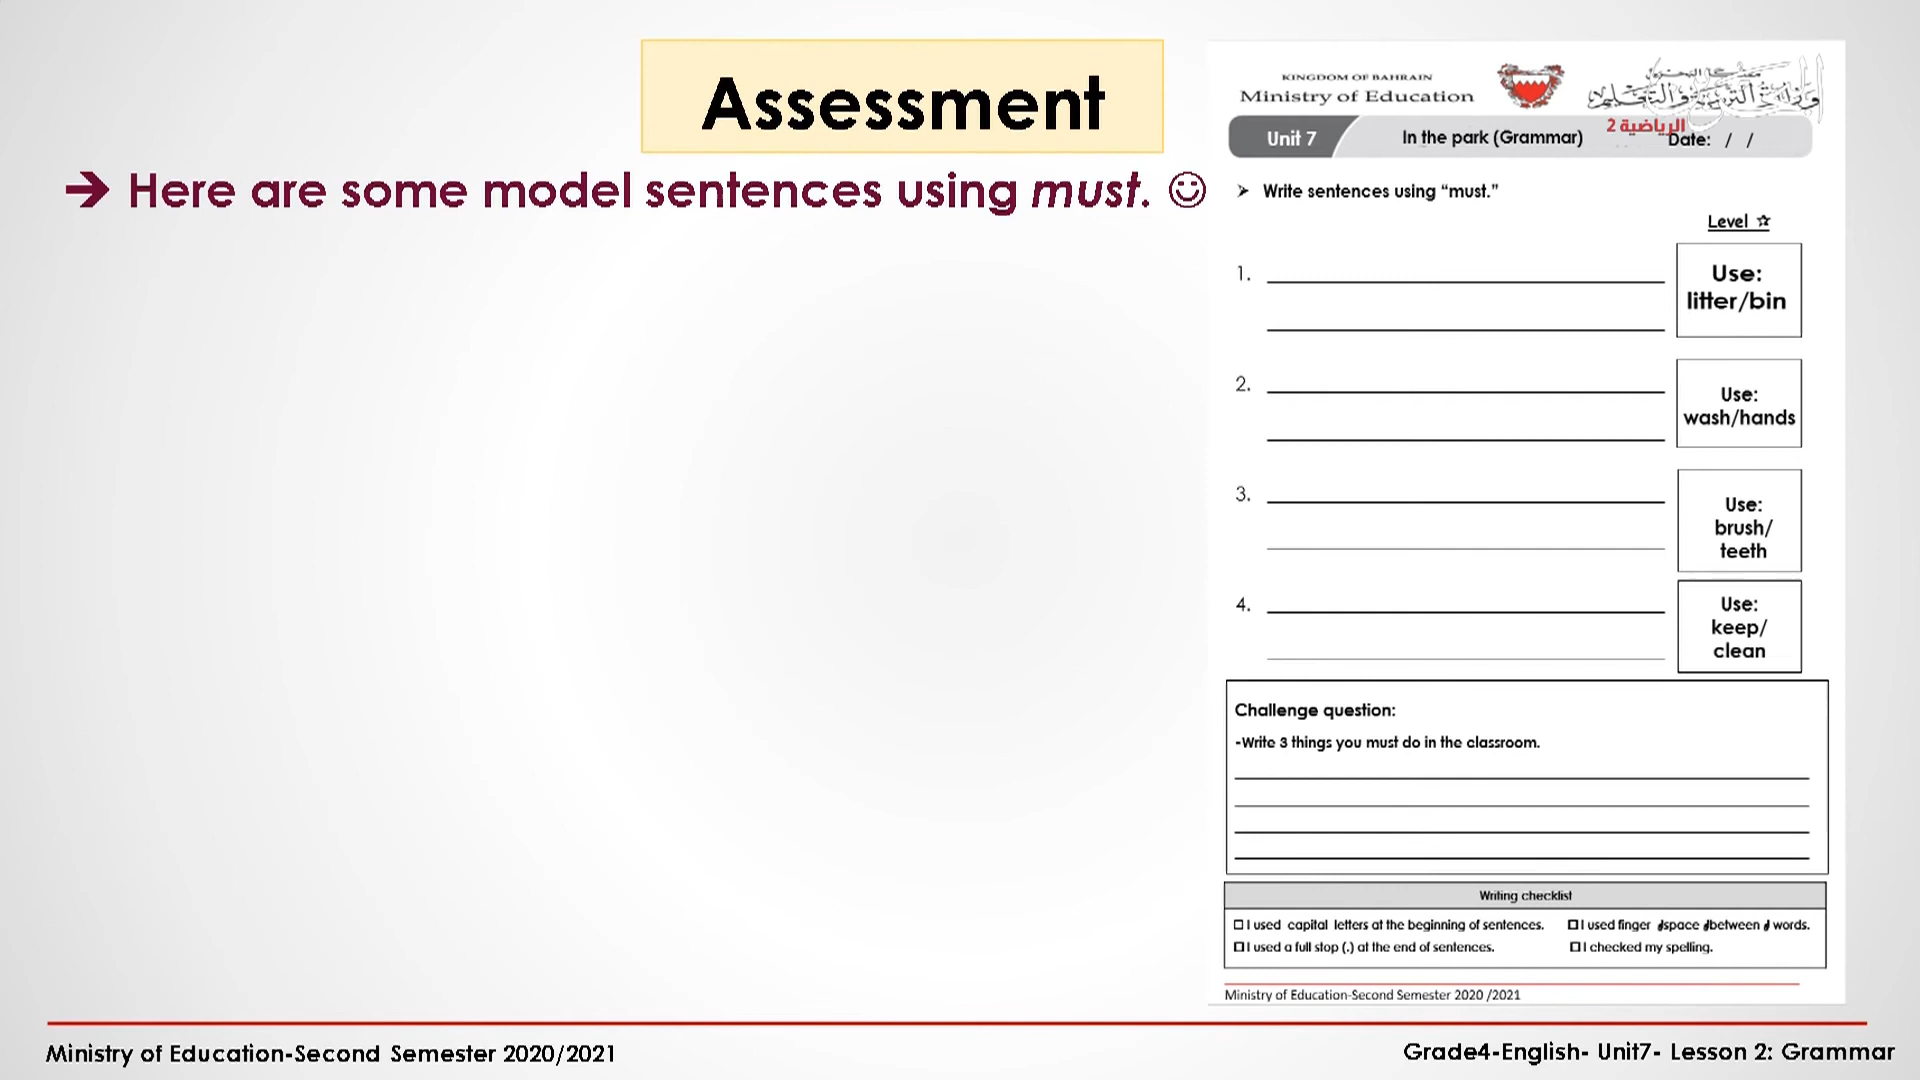 Assessment
➔ Here are some model sentences using must. ☺
KINGDOM OF BAHRAIN
Ministry of Education
الرياضية 2
Unit 7
In the park (Grammar)
Date: / /
➢ Write sentences using “must.”
Level ☆
1.
Use:
litter/bin
2.
Use:
wash/hands
3.
Use:
brush/
teeth
4.
Use:
keep/
clean
Challenge question:
-Write 3 things you must do in the classroom.
Writing checklist
☐ I used capital letters at the beginning of sentences.
☐ I used finger space between words.
☐ I used a full stop (.) at the end of sentences.
☐ I checked my spelling.
Ministry of Education-Second Semester 2020 /2021
Ministry of Education-Second Semester 2020/2021
Grade4-English- Unit7- Lesson 2: Grammar